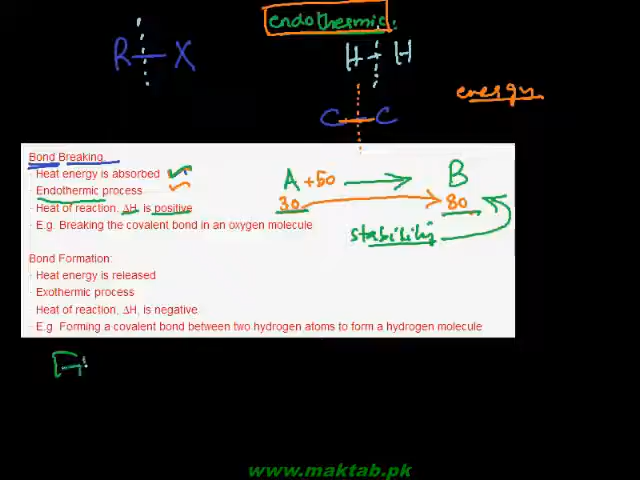 endothermic:
R — X
H — H
energy
C — C
Bond Breaking
- Heat energy is absorbed
- Endothermic process
- Heat of reaction, ΔH, is positive
- E.g. Breaking the covalent bond in an oxygen molecule
A +50 → B
30 → 80
stability
Bond Formation:
- Heat energy is released
- Exothermic process
Heat of reaction, ΔH, is negative
- E.g Forming a covalent bond between two hydrogen atoms to form a hydrogen molecule
www.maktab.pk